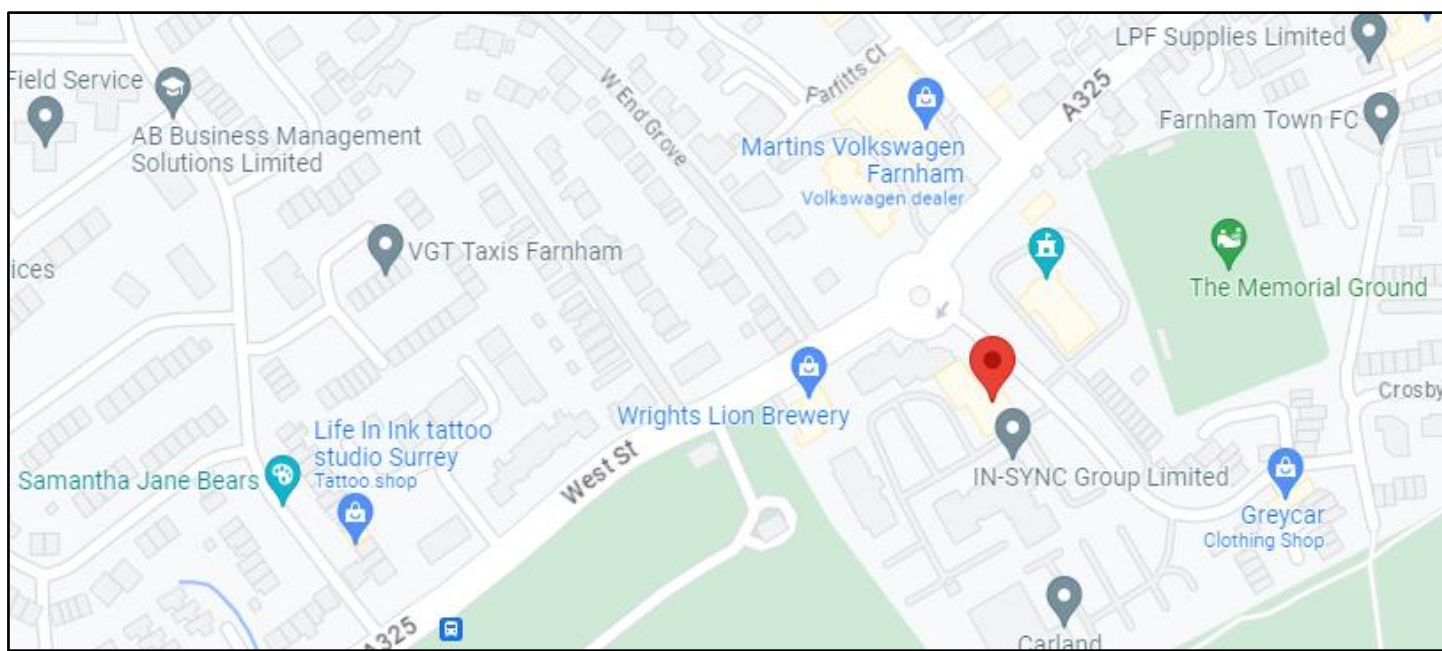 LPF Supplies Limited
Field Service
AB Business Management
Solutions Limited
W End Grove
Parfitts Cl
A325
Farnham Town FC
Martins Volkswagen
Farnham
Volkswagen dealer
VGT Taxis Farnham
ices
The Memorial Ground
Crosby
Wrights Lion Brewery
Life In Ink tattoo
studio Surrey
Tattoo shop
Samantha Jane Bears
West St
IN-SYNC Group Limited
Greycar
Clothing Shop
A325
Carland